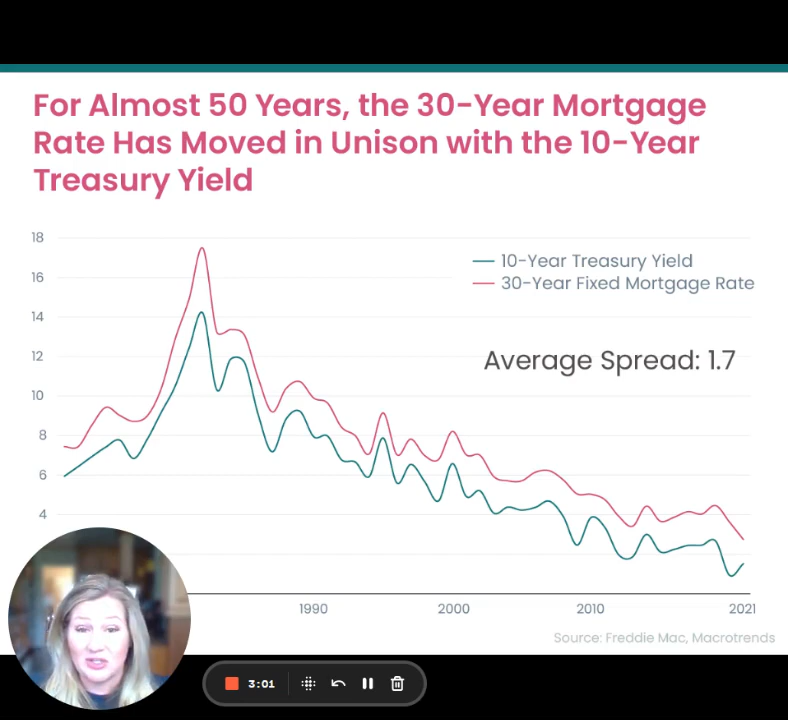 For Almost 50 Years, the 30-Year Mortgage
Rate Has Moved in Unison with the 10-Year
Treasury Yield
18
10-Year Treasury Yield
16
30-Year Fixed Mortgage Rate
14
12
Average Spread: 1.7
10
8
6
4
1990
2000
2010
2021
Source: Freddie Mac, Macrotrends
3:01